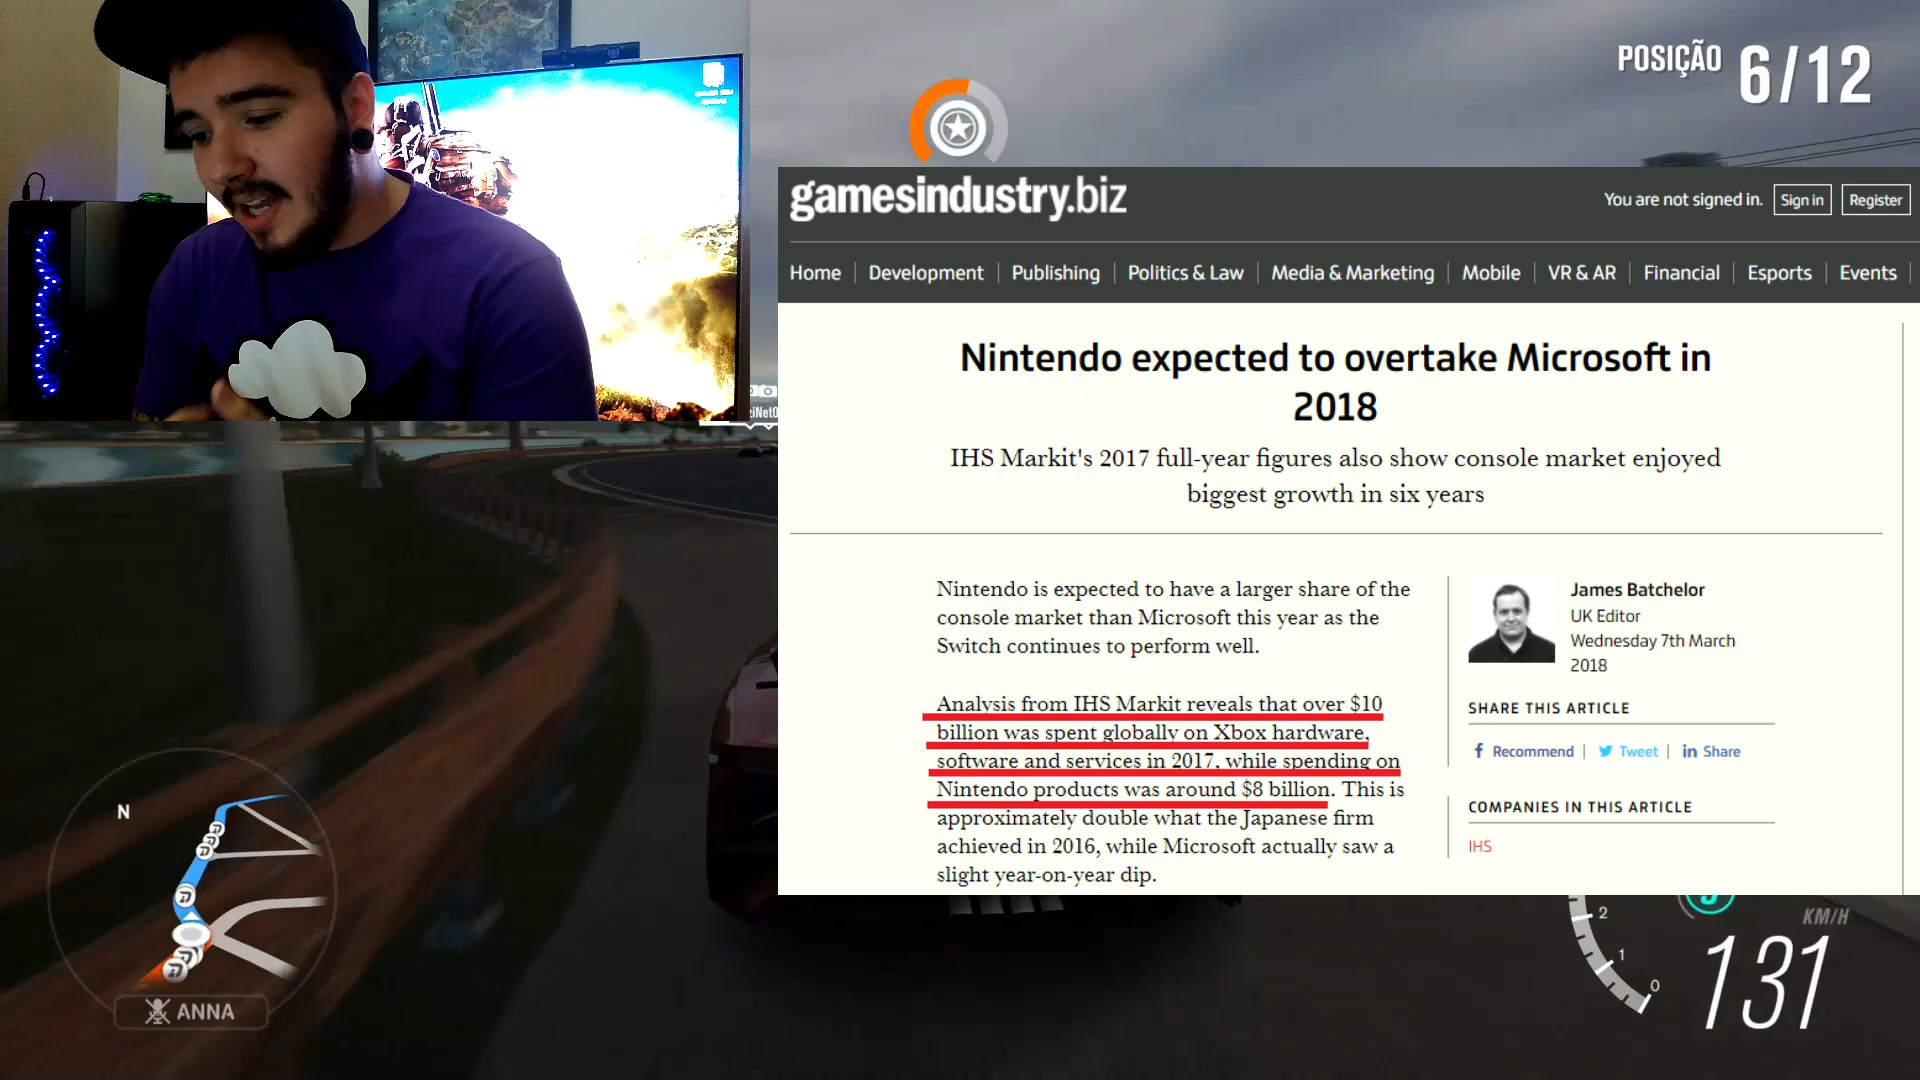 POSIÇÃO 6/12
gamesindustry.biz
You are not signed in. Sign in Register
Home Development Publishing Politics & Law Media & Marketing Mobile VR & AR Financial Esports Events
Nintendo expected to overtake Microsoft in
2018
IHS Markit's 2017 full-year figures also show console market enjoyed
biggest growth in six years
Nintendo is expected to have a larger share of the
console market than Microsoft this year as the
Switch continues to perform well.
Analysis from IHS Markit reveals that over $10
billion was spent globally on Xbox hardware,
software and services in 2017, while spending on
Nintendo products was around $8 billion. This is
approximately double what the Japanese firm
achieved in 2016, while Microsoft actually saw a
slight year-on-year dip.
James Batchelor
UK Editor
Wednesday 7th March
2018
SHARE THIS ARTICLE
Recommend Tweet Share
COMPANIES IN THIS ARTICLE
IHS
N
ANNA
2
1
0
KM/H
131